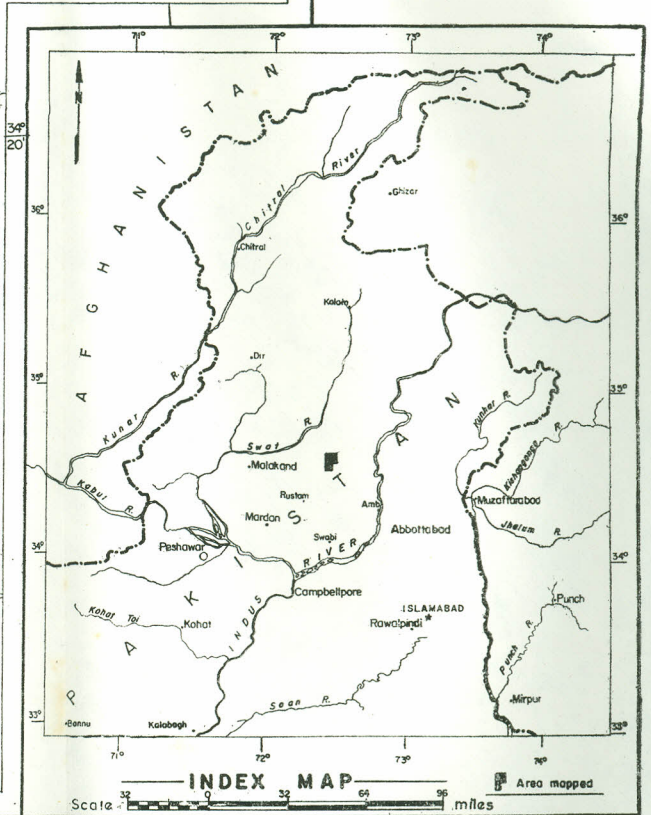 71° 72° 73° 74°
N
34°
20'
AFGHANISTAN
Chitral River
Ghizar
36° 36°
Chitral
Kalam
Dir
35° 35°
Kunar R.
Kunhar R.
Swat R.
Kishanganga R.
Malakand
Kabul R.
Rustam
Amb
Muzaffarabad
Mardan
Abbottabad
Jhelum R.
Swabi
34° 34°
Peshawar
INDUS RIVER
PAKISTAN
Campbellpore
ISLAMABAD
Punch
Kohat Toi
Kohat
Rawalpindi
Punch R.
Soan R.
Mirpur
33°
Bannu
Kalabagh
71° 72° 73° 74°
INDEX MAP
Area mapped
Scale 32 0 32 64 96 miles